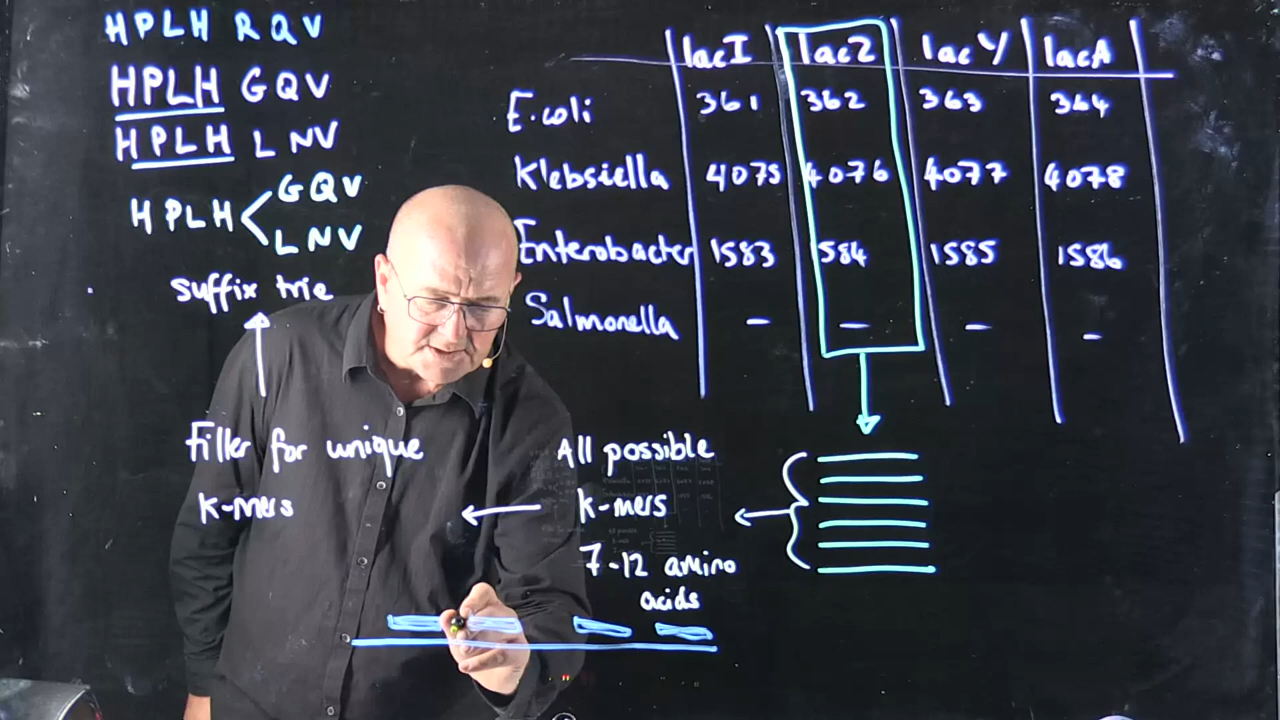 HPLH RQV
HPLH GQV
HPLH LNV
HPLH GQV
LNV
suffix trie
Filter for unique
k-mers
lacI lacZ lacY lacA
E.coli 361 362 363 364
Klebsiella 4075 4076 4077 4078
Enterobacter 1583 584 1585 1586
Salmonella - - - -
All possible
k-mers
7-12 amino
acids